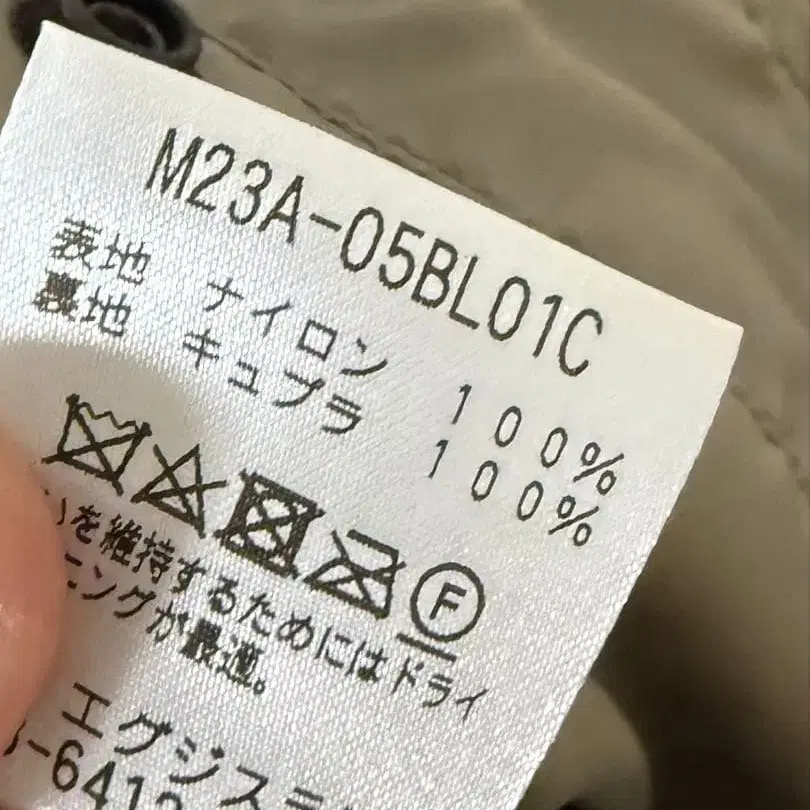 M23A-05BL01C
表地 ナイロン 100%
裏地 キュプラ 100%
F
を維持するためにはドライ
ニングが最適。
エグジス
-6412